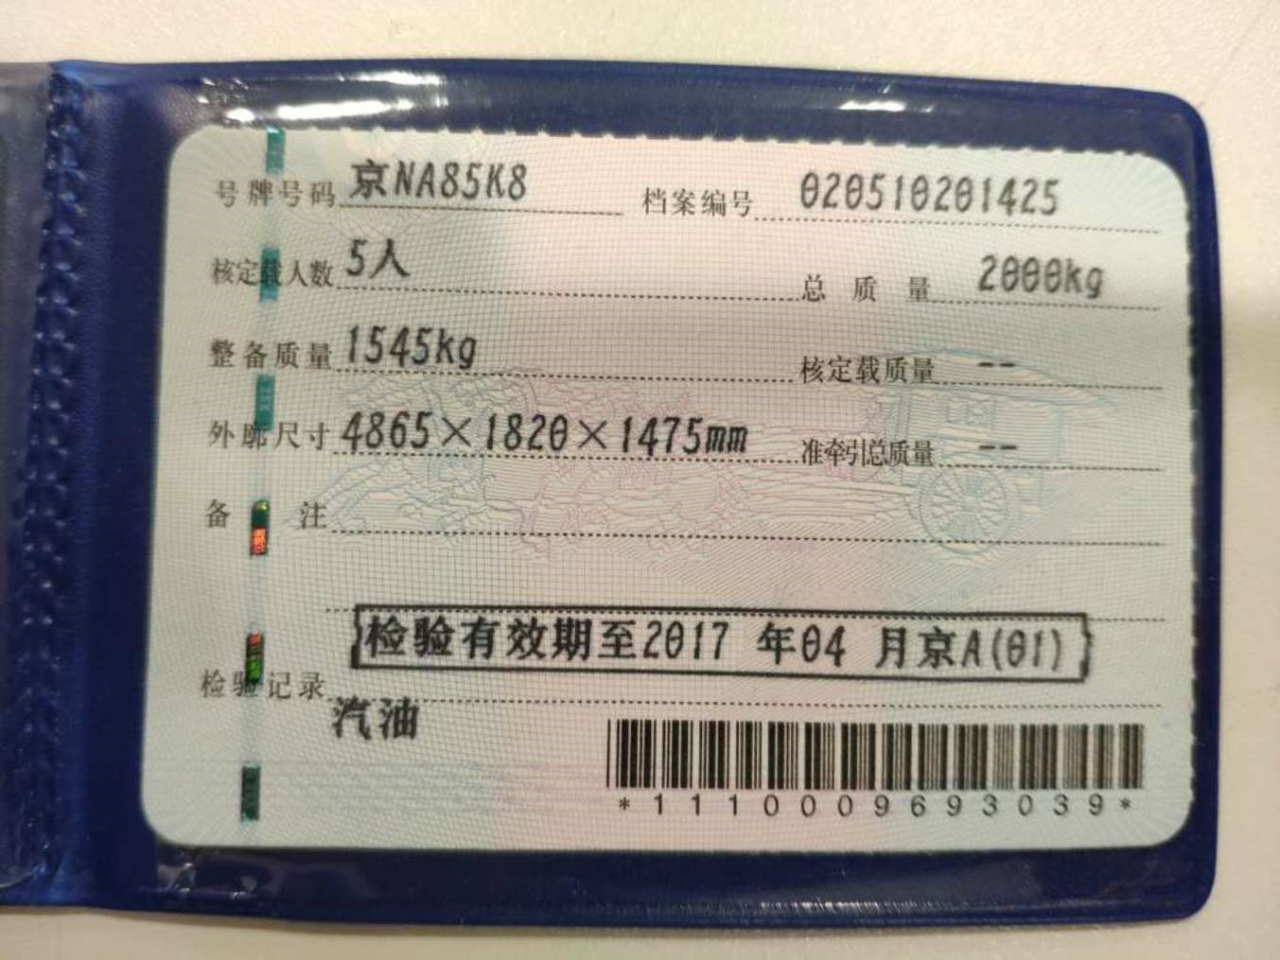 号牌号码 京NA85K8 档案编号 020510201425
核定载人数 5人 总质量 2000kg
整备质量 1545kg 核定载质量 --
外廓尺寸 4865×1820×1475mm 准牵引总质量 --
备注
检验有效期至2017 年04 月京A(01)
检验记录
汽油
*1110009693039*